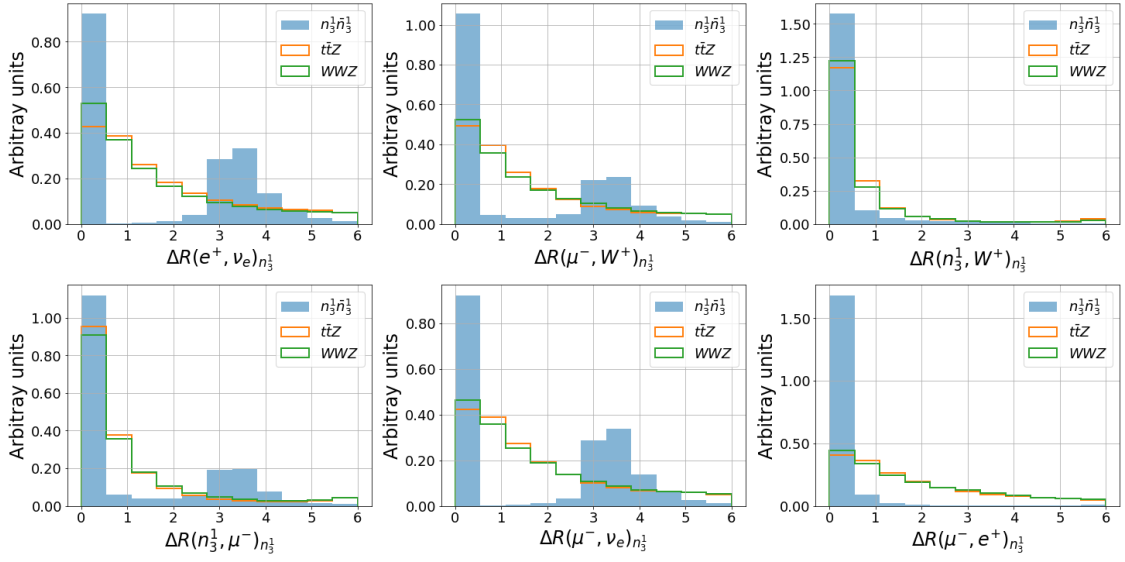 0.80
0.60
0.40
0.20
0.00
Arbitray units
n₃¹n̄₃¹
tt̄Z
WWZ
0 1 2 3 4 5 6
ΔR(e⁺, νₑ)ₙ₃¹
1.00
0.80
0.60
0.40
0.20
0.00
Arbitray units
n₃¹n̄₃¹
tt̄Z
WWZ
0 1 2 3 4 5 6
ΔR(μ⁻, W⁺)ₙ₃¹
1.50
1.25
1.00
0.75
0.50
0.25
0.00
Arbitray units
n₃¹n̄₃¹
tt̄Z
WWZ
0 1 2 3 4 5 6
ΔR(n₃¹, W⁺)ₙ₃¹
1.00
0.80
0.60
0.40
0.20
0.00
Arbitray units
n₃¹n̄₃¹
tt̄Z
WWZ
0 1 2 3 4 5 6
ΔR(n₃¹, μ⁻)ₙ₃¹
0.80
0.60
0.40
0.20
0.00
Arbitray units
n₃¹n̄₃¹
tt̄Z
WWZ
0 1 2 3 4 5 6
ΔR(μ⁻, νₑ)ₙ₃¹
1.50
1.00
0.50
0.00
Arbitray units
n₃¹n̄₃¹
tt̄Z
WWZ
0 1 2 3 4 5 6
ΔR(μ⁻, e⁺)ₙ₃¹